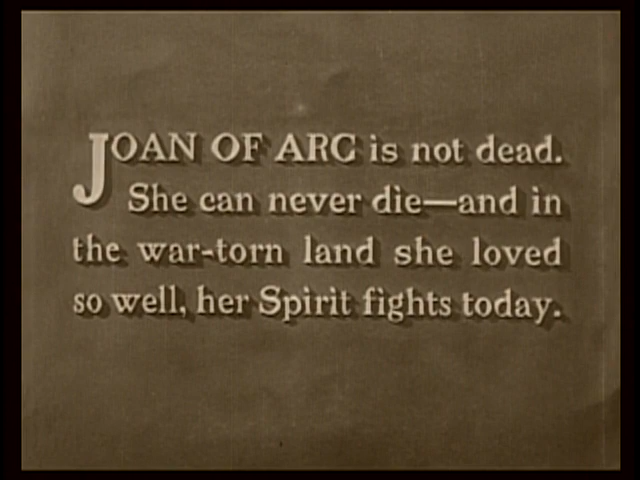 JOAN OF ARC is not dead.
She can never die—and in
the war-torn land she loved
so well, her Spirit fights today.